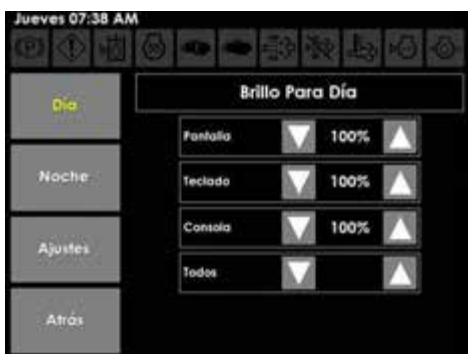 Jueves 07:38 AM
Día
Brillo Para Día
Pantalla 100%
Noche
Teclado 100%
Consola 100%
Ajustes
Todos
Atrás